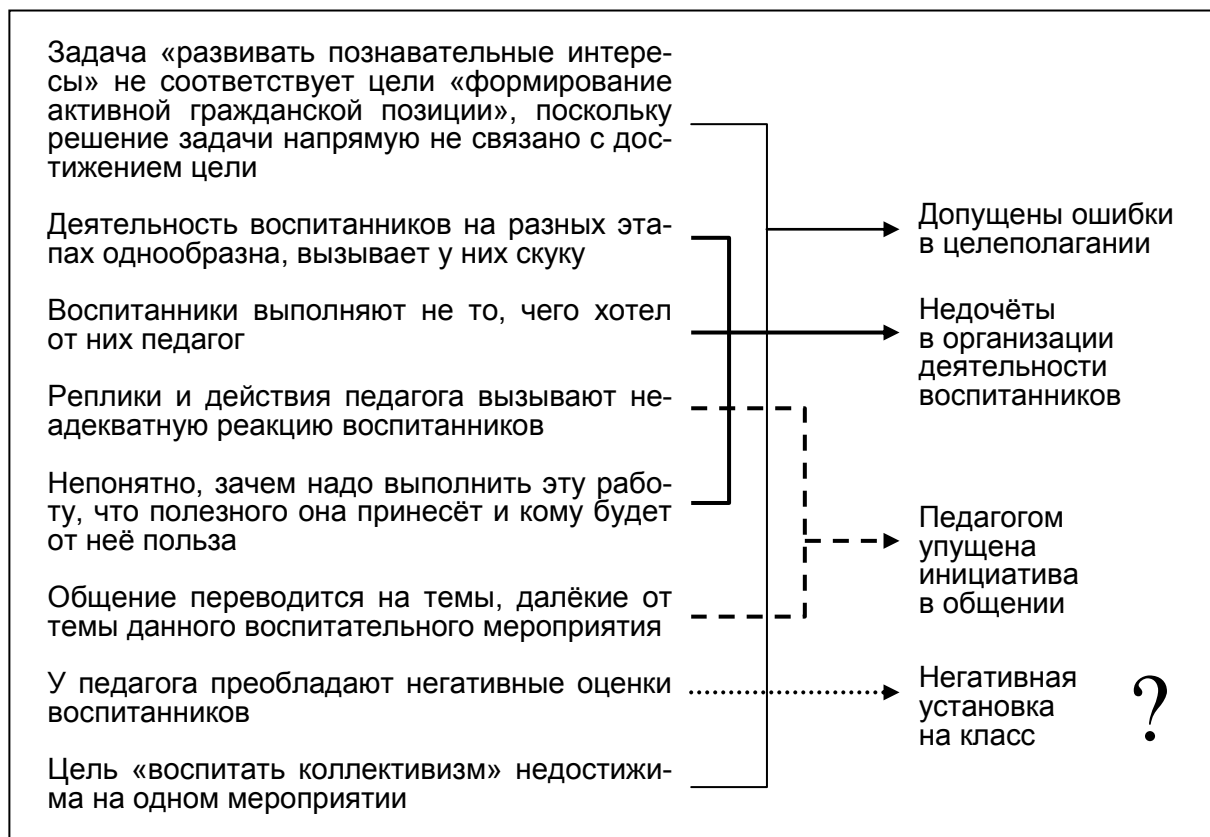 Задача «развивать познавательные интере-
сы» не соответствует цели «формирование
активной гражданской позиции», поскольку
решение задачи напрямую не связано с дос-
тижением цели
Деятельность воспитанников на разных эта-
пах однообразна, вызывает у них скуку
Воспитанники выполняют не то, чего хотел
от них педагог
Реплики и действия педагога вызывают не-
адекватную реакцию воспитанников
Непонятно, зачем надо выполнить эту рабо-
ту, что полезного она принесёт и кому будет
от неё польза
Общение переводится на темы, далёкие от
темы данного воспитательного мероприятия
У педагога преобладают негативные оценки
воспитанников
Цель «воспитать коллективизм» недостижи-
ма на одном мероприятии
Допущены ошибки
в целеполагании
Недочёты
в организации
деятельности
воспитанников
Педагогом
упущена
инициатива
в общении
Негативная
установка
на класс
?